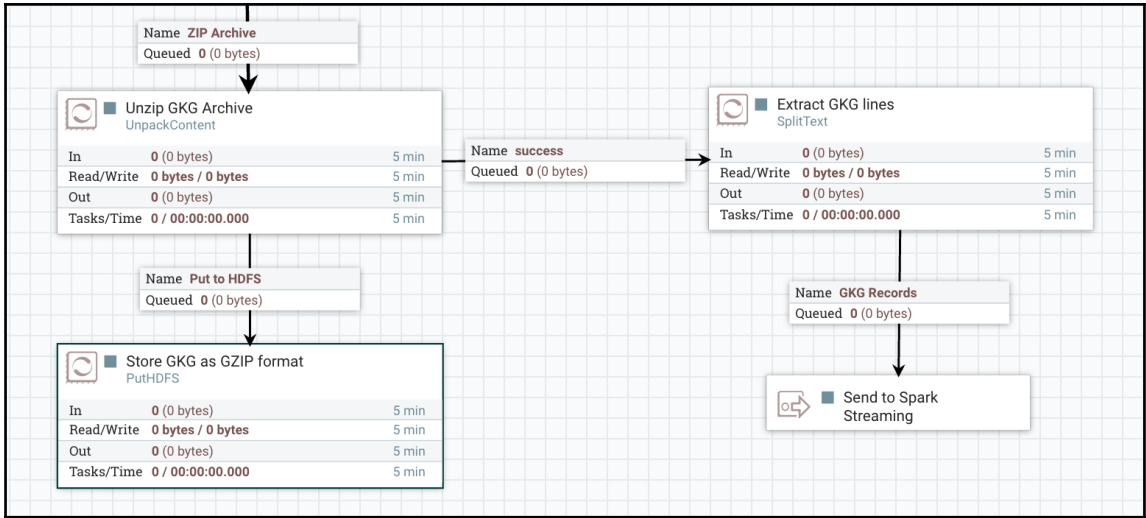 Name ZIP Archive
Queued 0 (0 bytes)
Unzip GKG Archive
UnpackContent
In 0 (0 bytes) 5 min
Read/Write 0 bytes / 0 bytes 5 min
Out 0 (0 bytes) 5 min
Tasks/Time 0 / 00:00:00.000 5 min
Name success
Queued 0 (0 bytes)
Extract GKG lines
SplitText
In 0 (0 bytes) 5 min
Read/Write 0 bytes / 0 bytes 5 min
Out 0 (0 bytes) 5 min
Tasks/Time 0 / 00:00:00.000 5 min
Name Put to HDFS
Queued 0 (0 bytes)
Store GKG as GZIP format
PutHDFS
In 0 (0 bytes) 5 min
Read/Write 0 bytes / 0 bytes 5 min
Out 0 (0 bytes) 5 min
Tasks/Time 0 / 00:00:00.000 5 min
Name GKG Records
Queued 0 (0 bytes)
Send to Spark
Streaming